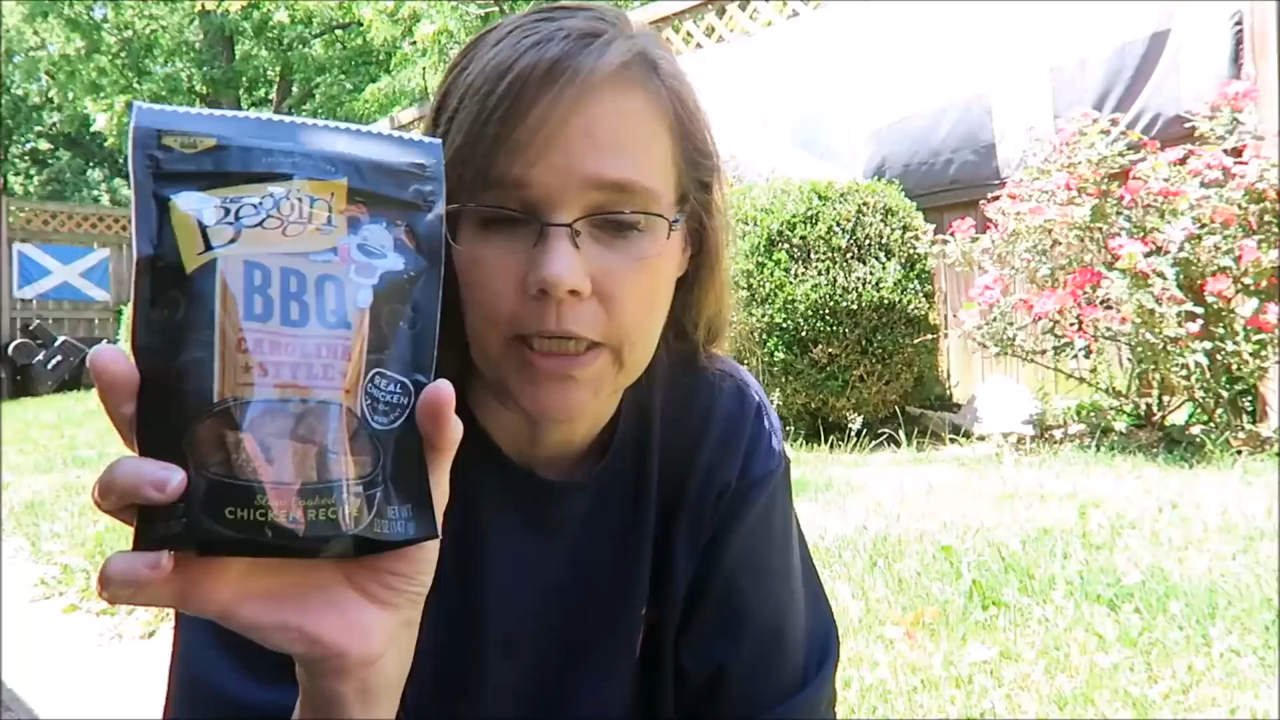 Beggin'
BBQ
CAROLINA
STYLE
REAL
CHICKEN
Slow Cooked
CHICKEN RECIPE
NET WT